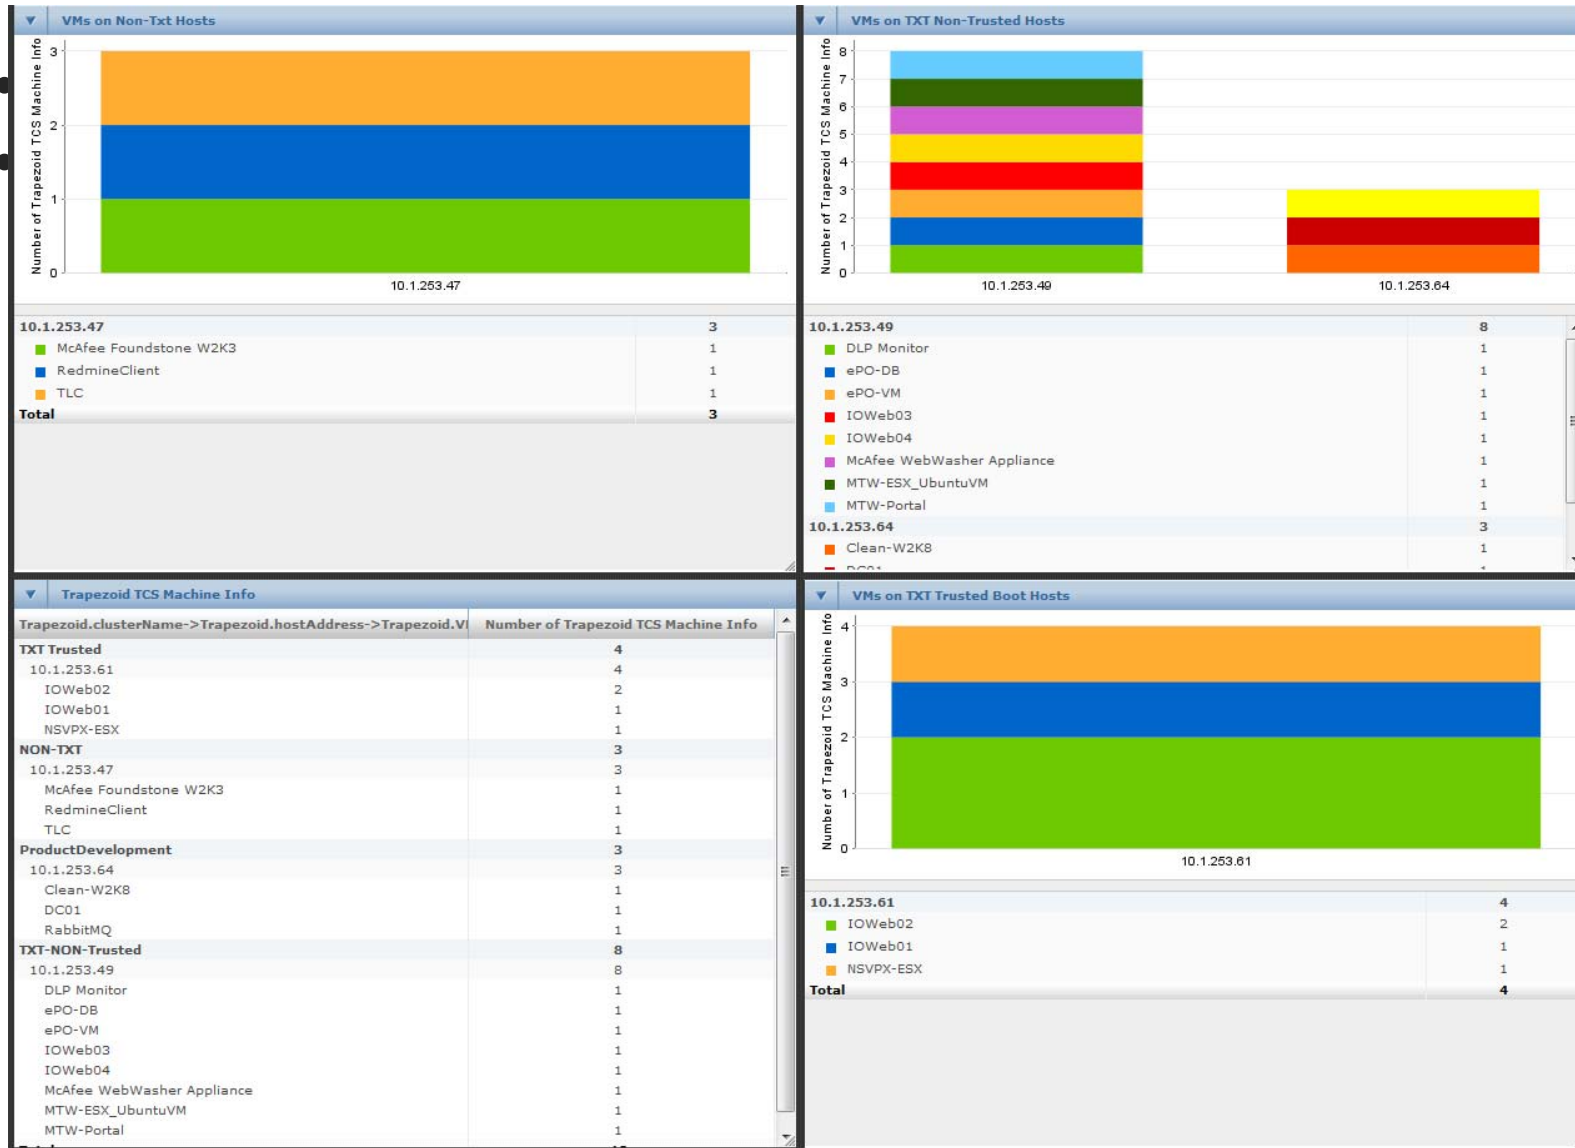 VMs on Non-Txt Hosts
Number of Trapezoid TCS Machine Info
3
2
1
0
10.1.253.47
10.1.253.47 3
McAfee Foundstone W2K3 1
RedmineClient 1
TLC 1
Total 3
VMs on TXT Non-Trusted Hosts
Number of Trapezoid TCS Machine Info
8
7
6
5
4
3
2
1
0
10.1.253.49 10.1.253.64
10.1.253.49 8
DLP Monitor 1
ePO-DB 1
ePO-VM 1
IOWeb03 1
IOWeb04 1
McAfee WebWasher Appliance 1
MTW-ESX_UbuntuVM 1
MTW-Portal 1
10.1.253.64 3
Clean-W2K8 1
DC01 1
Trapezoid TCS Machine Info
Trapezoid.clusterName->Trapezoid.hostAddress->Trapezoid.VI Number of Trapezoid TCS Machine Info
TXT Trusted 4
10.1.253.61 4
IOWeb02 2
IOWeb01 1
NSVPX-ESX 1
NON-TXT 3
10.1.253.47 3
McAfee Foundstone W2K3 1
RedmineClient 1
TLC 1
ProductDevelopment 3
10.1.253.64 3
Clean-W2K8 1
DC01 1
RabbitMQ 1
TXT-NON-Trusted 8
10.1.253.49 8
DLP Monitor 1
ePO-DB 1
ePO-VM 1
IOWeb03 1
IOWeb04 1
McAfee WebWasher Appliance 1
MTW-ESX_UbuntuVM 1
MTW-Portal 1
VMs on TXT Trusted Boot Hosts
Number of Trapezoid TCS Machine Info
4
3
2
1
0
10.1.253.61
10.1.253.61 4
IOWeb02 2
IOWeb01 1
NSVPX-ESX 1
Total 4